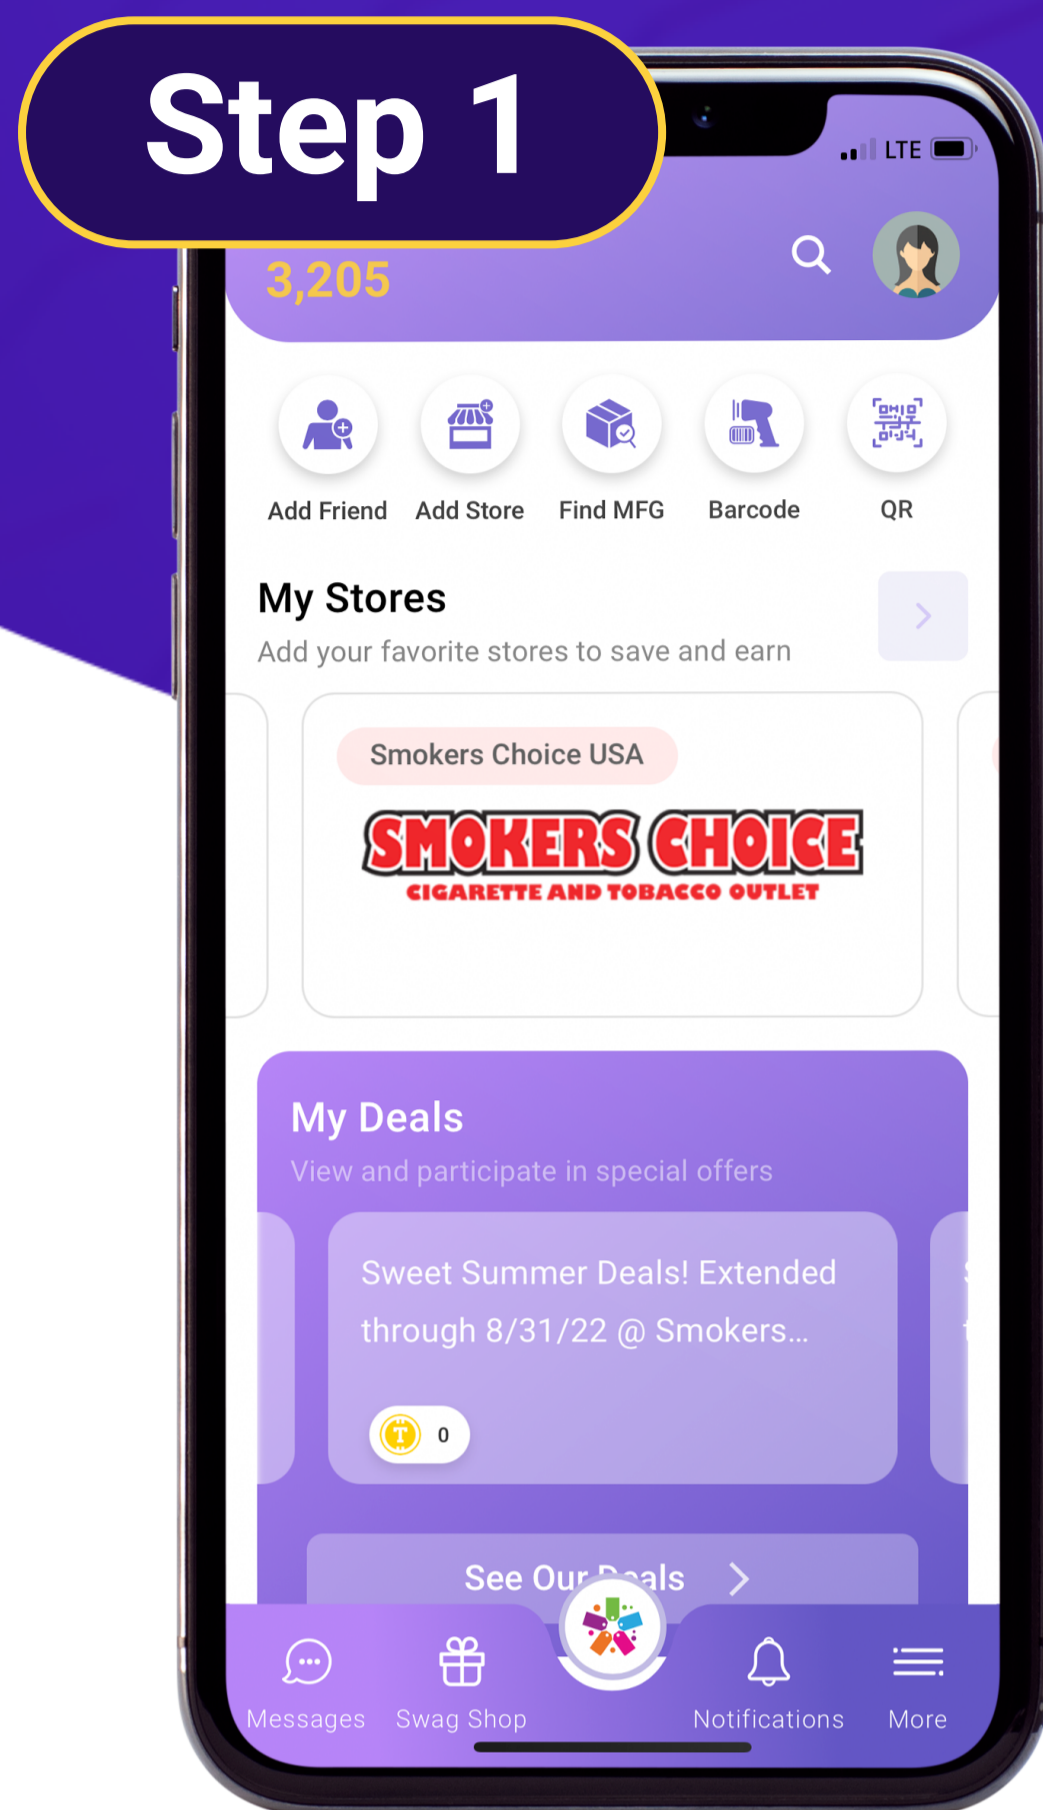 Step 1
LTE
3,205
Add Friend
Add Store
Find MFG
Barcode
QR
My Stores
Add your favorite stores to save and earn
Smokers Choice USA
SMOKERS CHOICE
CIGARETTE AND TOBACCO OUTLET
My Deals
View and participate in special offers
Sweet Summer Deals! Extended
through 8/31/22 @ Smokers...
T 0
See Our Deals
Messages
Swag Shop
Notifications
More